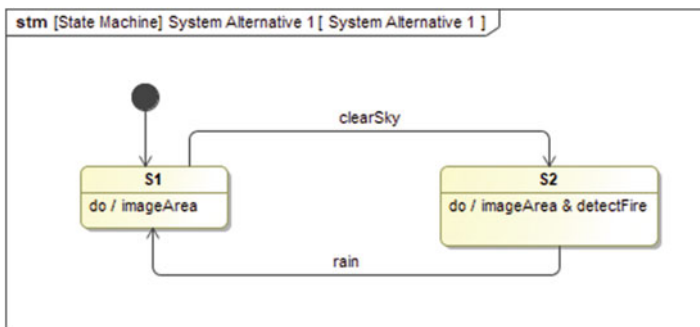 stm [State Machine] System Alternative 1 [ System Alternative 1 ]
clearSky
S1
do / imageArea
S2
do / imageArea & detectFire
rain